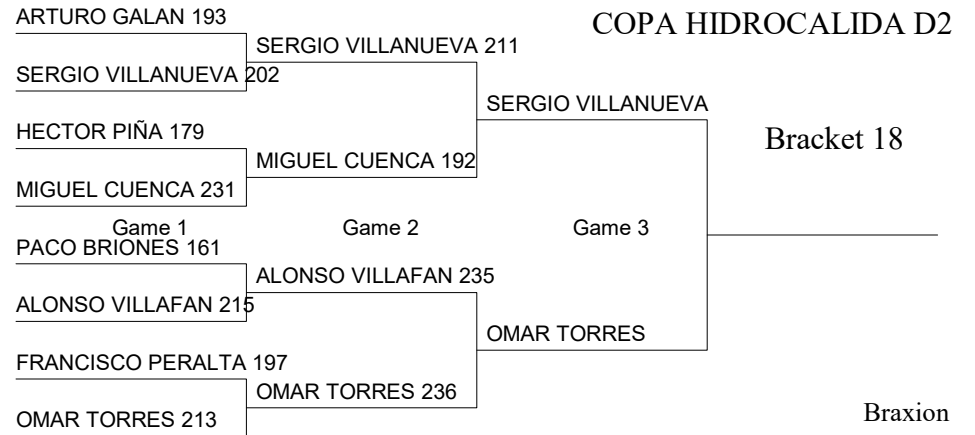 ARTURO GALAN 193
COPA HIDROCALIDA D2
SERGIO VILLANUEVA 211
SERGIO VILLANUEVA 202
SERGIO VILLANUEVA
HECTOR PIÑA 179
Bracket 18
MIGUEL CUENCA 192
MIGUEL CUENCA 231
Game 1
Game 2
Game 3
PACO BRIONES 161
ALONSO VILLAFAN 235
ALONSO VILLAFAN 215
OMAR TORRES
FRANCISCO PERALTA 197
OMAR TORRES 236
OMAR TORRES 213
Braxion